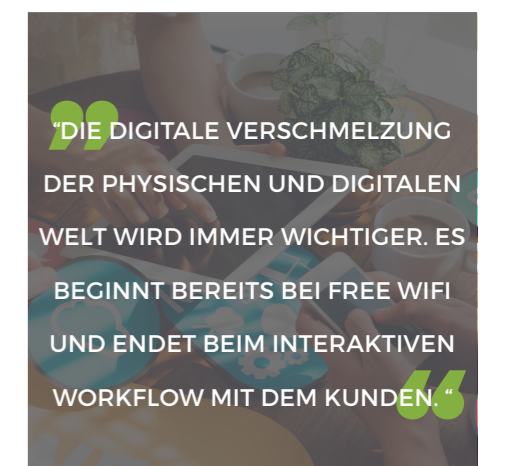 “DIE DIGITALE VERSCHMELZUNG
DER PHYSISCHEN UND DIGITALEN
WELT WIRD IMMER WICHTIGER. ES
BEGINNT BEREITS BEI FREE WIFI
UND ENDET BEIM INTERAKTIVEN
WORKFLOW MIT DEM KUNDEN. “